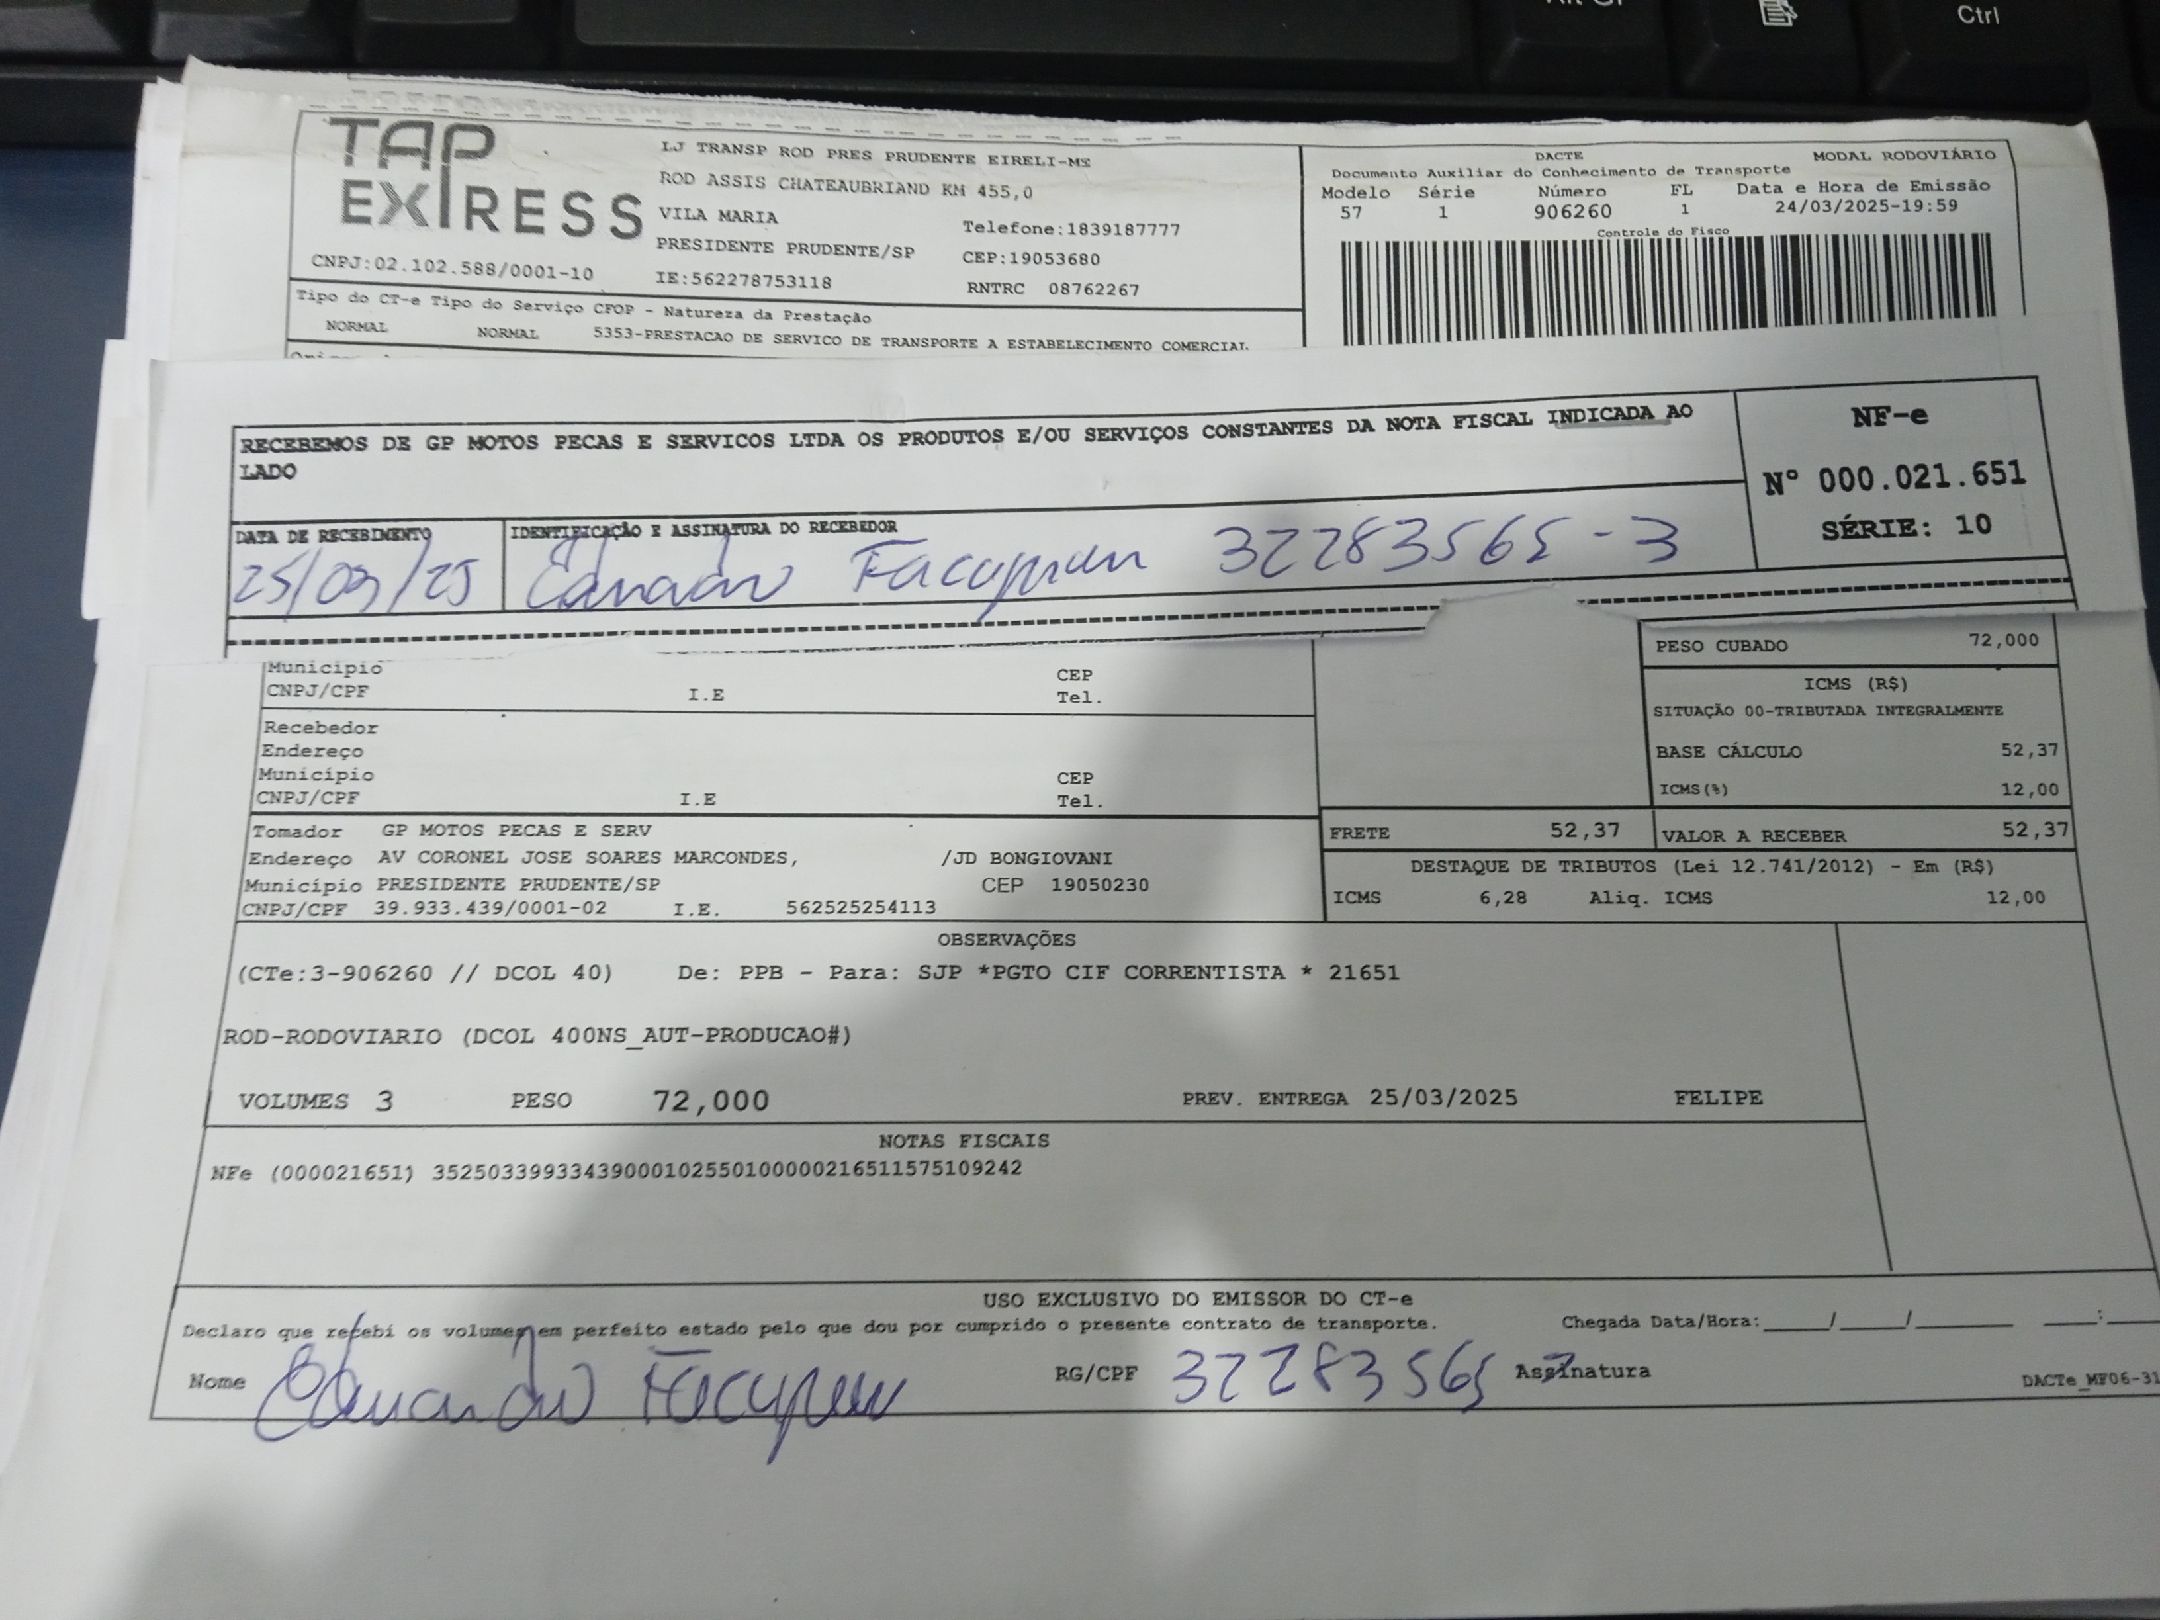 Alt Gr
Ctrl
TAP
EXPRESS
LJ TRANSP ROD PRES PRUDENTE EIRELI-ME
ROD ASSIS CHATEAUBRIAND KM 455,0
VILA MARIA
Telefone:1839187777
PRESIDENTE PRUDENTE/SP
CEP:19053680
CNPJ:02.102.588/0001-10
IE:562278753118
RNTRC 08762267
DACTE
MODAL RODOVIÁRIO
Documento Auxiliar do Conhecimento de Transporte
Modelo Série Número FL Data e Hora de Emissão
57 1 906260 1 24/03/2025-19:59
Controle do Fisco
Tipo do CT-e Tipo do Serviço CFOP - Natureza da Prestação
NORMAL NORMAL 5353-PRESTACAO DE SERVICO DE TRANSPORTE A ESTABELECIMENTO COMERCIAL
RECEBEMOS DE GP MOTOS PECAS E SERVICOS LTDA OS PRODUTOS E/OU SERVIÇOS CONSTANTES DA NOTA FISCAL INDICADA AO
LADO
NF-e
Nº 000.021.651
SÉRIE: 10
DATA DE RECEBIMENTO
IDENTIFICAÇÃO E ASSINATURA DO RECEBEDOR
25/03/25
32283565-3
Município CEP
CNPJ/CPF I.E Tel.
PESO CUBADO 72,000
ICMS (R$)
SITUAÇÃO 00-TRIBUTADA INTEGRALMENTE
BASE CÁLCULO 52,37
ICMS(%) 12,00
Recebedor
Endereço
Município CEP
CNPJ/CPF I.E Tel.
Tomador GP MOTOS PECAS E SERV
Endereço AV CORONEL JOSE SOARES MARCONDES, /JD BONGIOVANI
Município PRESIDENTE PRUDENTE/SP CEP 19050230
CNPJ/CPF 39.933.439/0001-02 I.E. 562525254113
FRETE 52,37 VALOR A RECEBER 52,37
DESTAQUE DE TRIBUTOS (Lei 12.741/2012) - Em (R$)
ICMS 6,28 Aliq. ICMS 12,00
OBSERVAÇÕES
(CTe:3-906260 // DCOL 40) De: PPB - Para: SJP *PGTO CIF CORRENTISTA * 21651
ROD-RODOVIARIO (DCOL 400NS_AUT-PRODUCAO#)
VOLUMES 3 PESO 72,000 PREV. ENTREGA 25/03/2025 FELIPE
NOTAS FISCAIS
NFe (000021651) 35250339933439000102550100000216511575109242
USO EXCLUSIVO DO EMISSOR DO CT-e
Declaro que recebi os volumes em perfeito estado pelo que dou por cumprido o presente contrato de transporte. Chegada Data/Hora:____/____/______ ____:____
Nome RG/CPF 32283565 Assinatura
DACTe_MF06-31